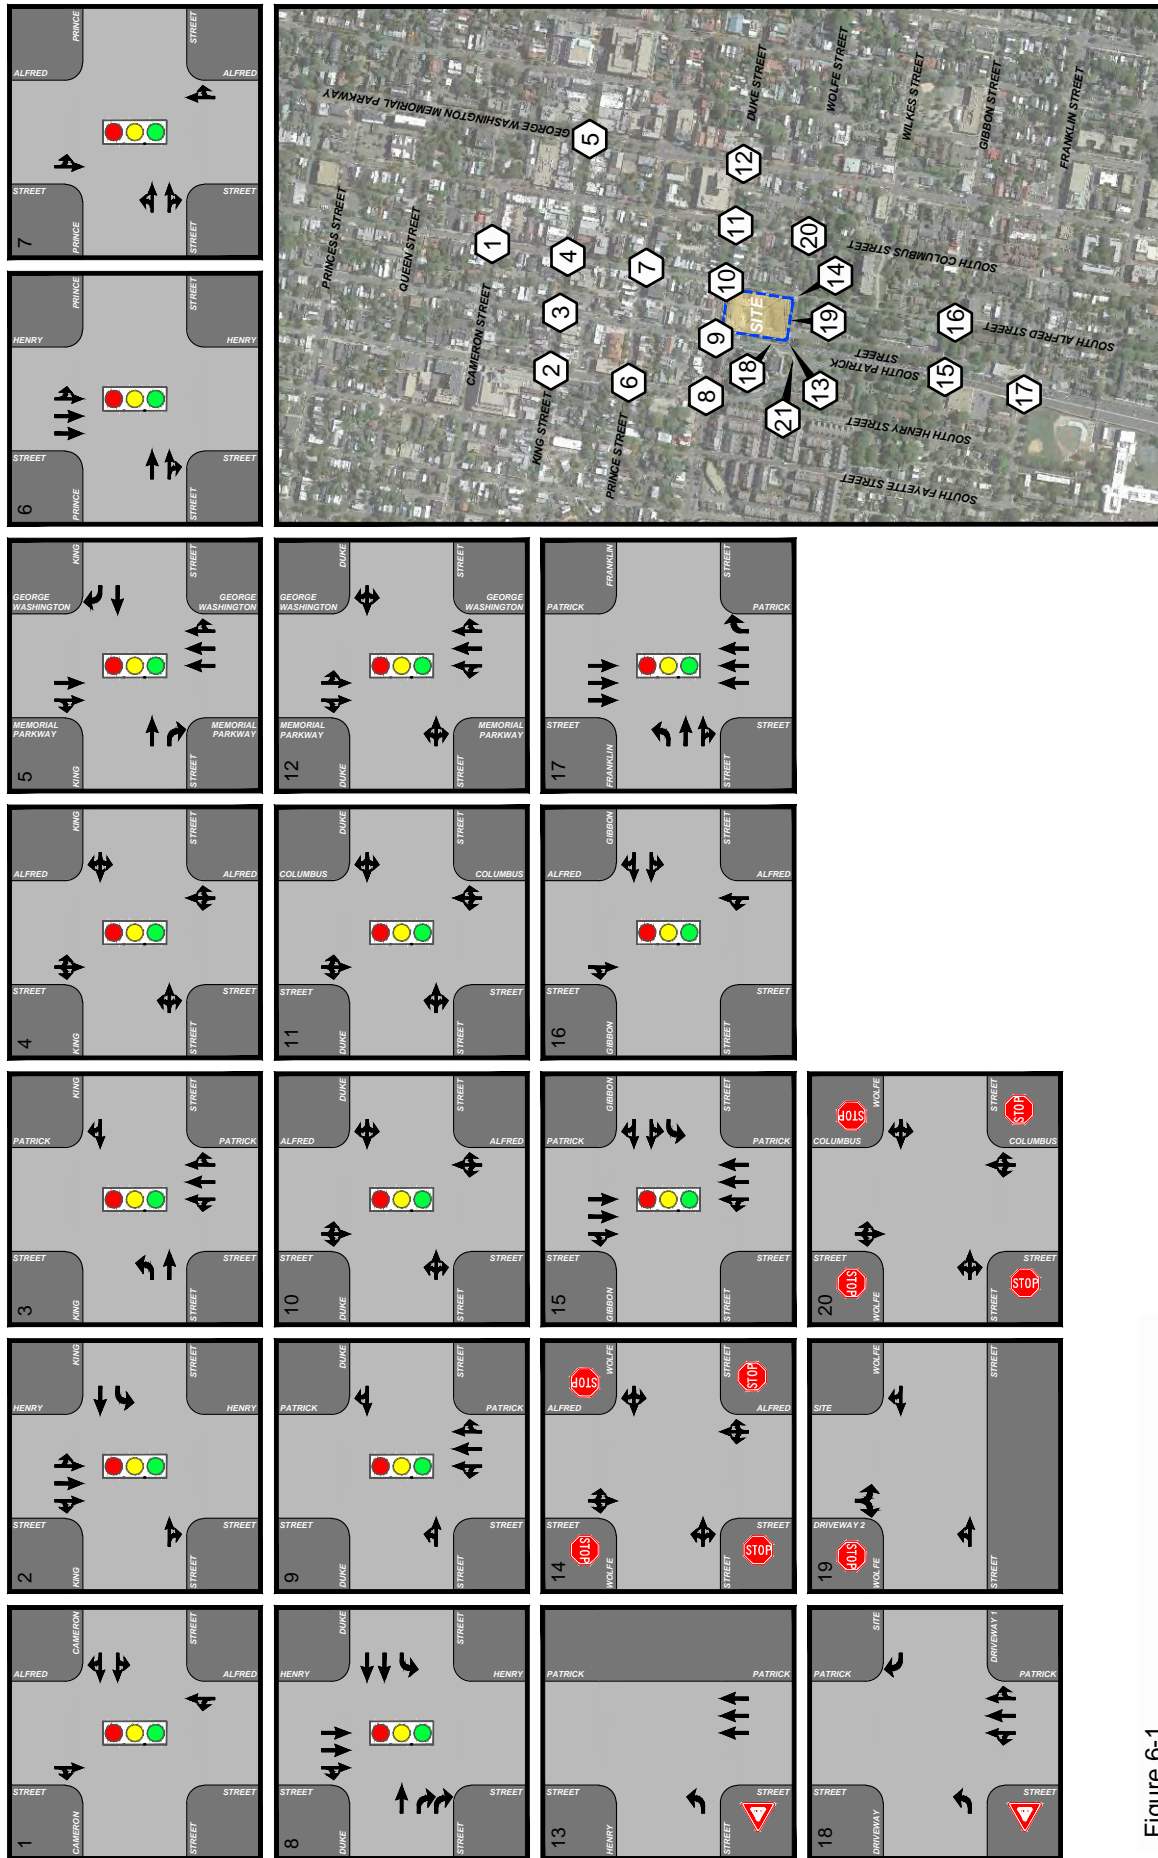 1
ALFRED
STREET
CAMERON
CAMERON
STREET
STREET
ALFRED
2
HENRY
STREET
KING
KING
STREET
STREET
HENRY
3
PATRICK
STREET
KING
KING
STREET
STREET
PATRICK
4
ALFRED
STREET
KING
KING
STREET
STREET
ALFRED
5
GEORGE
WASHINGTON
MEMORIAL
PARKWAY
KING
KING
STREET
STREET
MEMORIAL
PARKWAY
GEORGE
WASHINGTON
6
HENRY
STREET
PRINCE
PRINCE
STREET
STREET
HENRY
7
ALFRED
STREET
PRINCE
PRINCE
STREET
STREET
ALFRED
8
HENRY
STREET
DUKE
DUKE
STREET
STREET
HENRY
9
PATRICK
STREET
DUKE
DUKE
STREET
STREET
PATRICK
10
ALFRED
STREET
DUKE
DUKE
STREET
STREET
ALFRED
11
COLUMBUS
STREET
DUKE
DUKE
STREET
STREET
COLUMBUS
12
GEORGE
WASHINGTON
MEMORIAL
PARKWAY
DUKE
DUKE
STREET
STREET
MEMORIAL
PARKWAY
GEORGE
WASHINGTON
13
PATRICK
STREET
HENRY
STREET
STREET
PATRICK
14
ALFRED
STREET
WOLFE
WOLFE
STREET
STREET
ALFRED
STOP
STOP
STOP
STOP
15
PATRICK
STREET
GIBBON
GIBBON
STREET
STREET
PATRICK
16
ALFRED
STREET
GIBBON
GIBBON
STREET
STREET
ALFRED
17
PATRICK
STREET
FRANKLIN
FRANKLIN
STREET
STREET
PATRICK
18
PATRICK
STREET
DRIVEWAY
SITE
STREET
DRIVEWAY 1
PATRICK
19
SITE
DRIVEWAY 2
WOLFE
WOLFE
STREET
STREET
STOP
20
COLUMBUS
STREET
WOLFE
WOLFE
STREET
STREET
COLUMBUS
STOP
STOP
STOP
STOP
PRINCESS STREET
QUEEN STREET
CAMERON STREET
KING STREET
PRINCE STREET
GEORGE WASHINGTON MEMORIAL PARKWAY
DUKE STREET
WOLFE STREET
WILKES STREET
GIBBON STREET
FRANKLIN STREET
SOUTH COLUMBUS STREET
SOUTH ALFRED STREET
SOUTH PATRICK
STREET
SOUTH HENRY STREET
SOUTH FAYETTE STREET
SITE
1
2
3
4
5
6
7
8
9
10
11
12
13
14
15
16
17
18
19
20
21
Figure 6-1